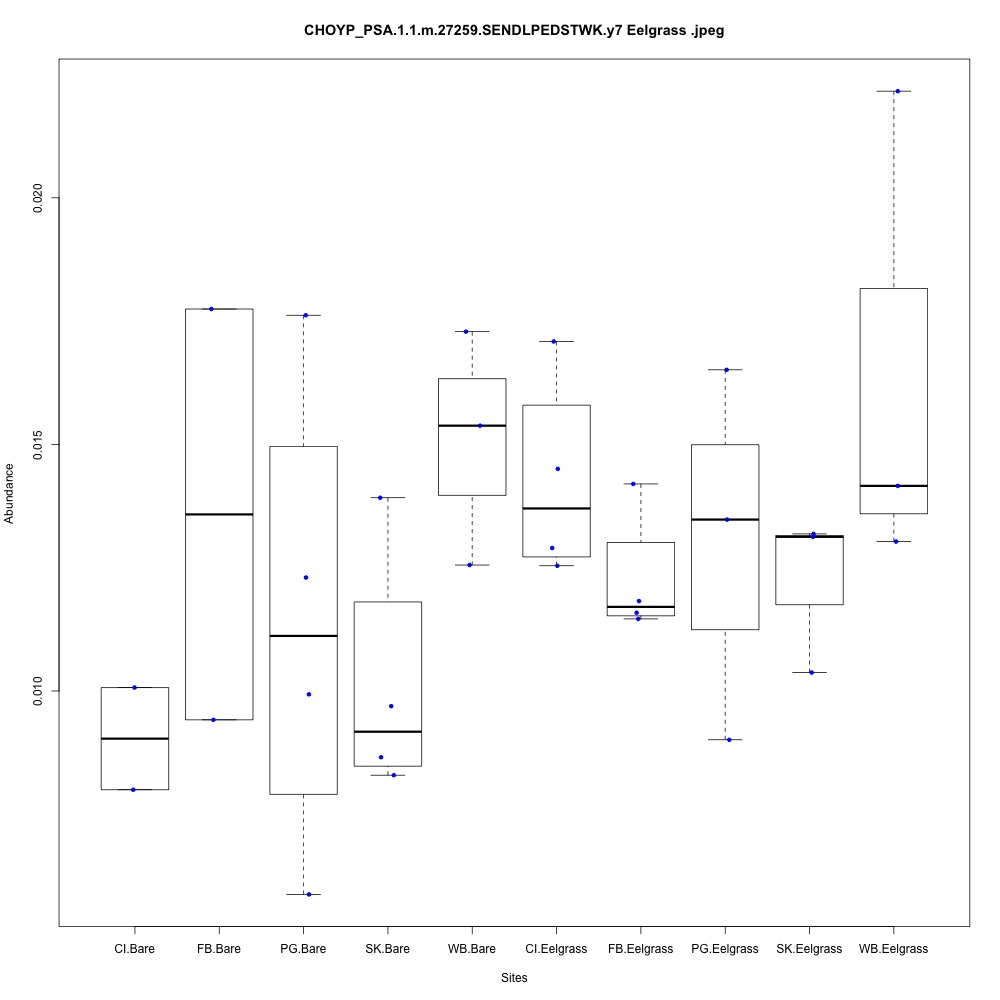 CHOYP_PSA.1.1.m.27259.SENDLPEDSTWK.y7 Eelgrass .jpeg
0.020
0.015
0.010
Abundance
CI.Bare
FB.Bare
PG.Bare
SK.Bare
WB.Bare
CI.Eelgrass
FB.Eelgrass
PG.Eelgrass
SK.Eelgrass
WB.Eelgrass
Sites